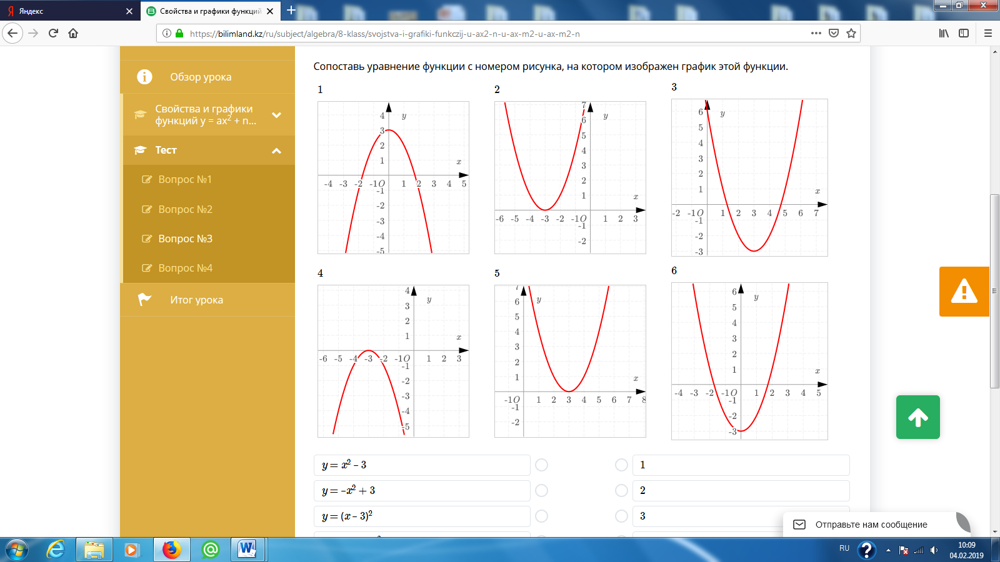 Яндекс
Свойства и графики функций
https://bilimland.kz/ru/subject/algebra/8-klass/svojstva-i-grafiki-funkczij-u-ax2-n-u-ax-m2-u-ax-m2-n
Обзор урока
Свойства и графики
функций y = ax² + n...
Тест
Вопрос №1
Вопрос №2
Вопрос №3
Вопрос №4
Итог урока
Сопоставь уравнение функции с номером рисунка, на котором изображен график этой функции.
1
4
y
3
2
1
x
-4 -3 -2 -1 O 1 2 3 4 5
-1
-2
-3
-4
-5
2
7
6
y
5
4
3
2
1
x
-6 -5 -4 -3 -2 -1 O 1 2 3
-1
-2
3
6
y
5
4
3
2
1
x
-2 -1 O 1 2 3 4 5 6 7
-1
-2
-3
4
4
3
y
2
1
x
-6 -5 -4 -3 -2 -1 O 1 2 3
-1
-2
-3
-4
-5
5
7
6
y
5
4
3
2
1
x
-1 O 1 2 3 4 5 6 7 8
-1
-2
6
6
y
5
4
3
2
1
x
-4 -3 -2 -1 O 1 2 3 4 5
-1
-2
-3
y = x² – 3
1
y = –x² + 3
2
y = (x – 3)²
3
Отправьте нам сообщение
RU
10:09
04.02.2019